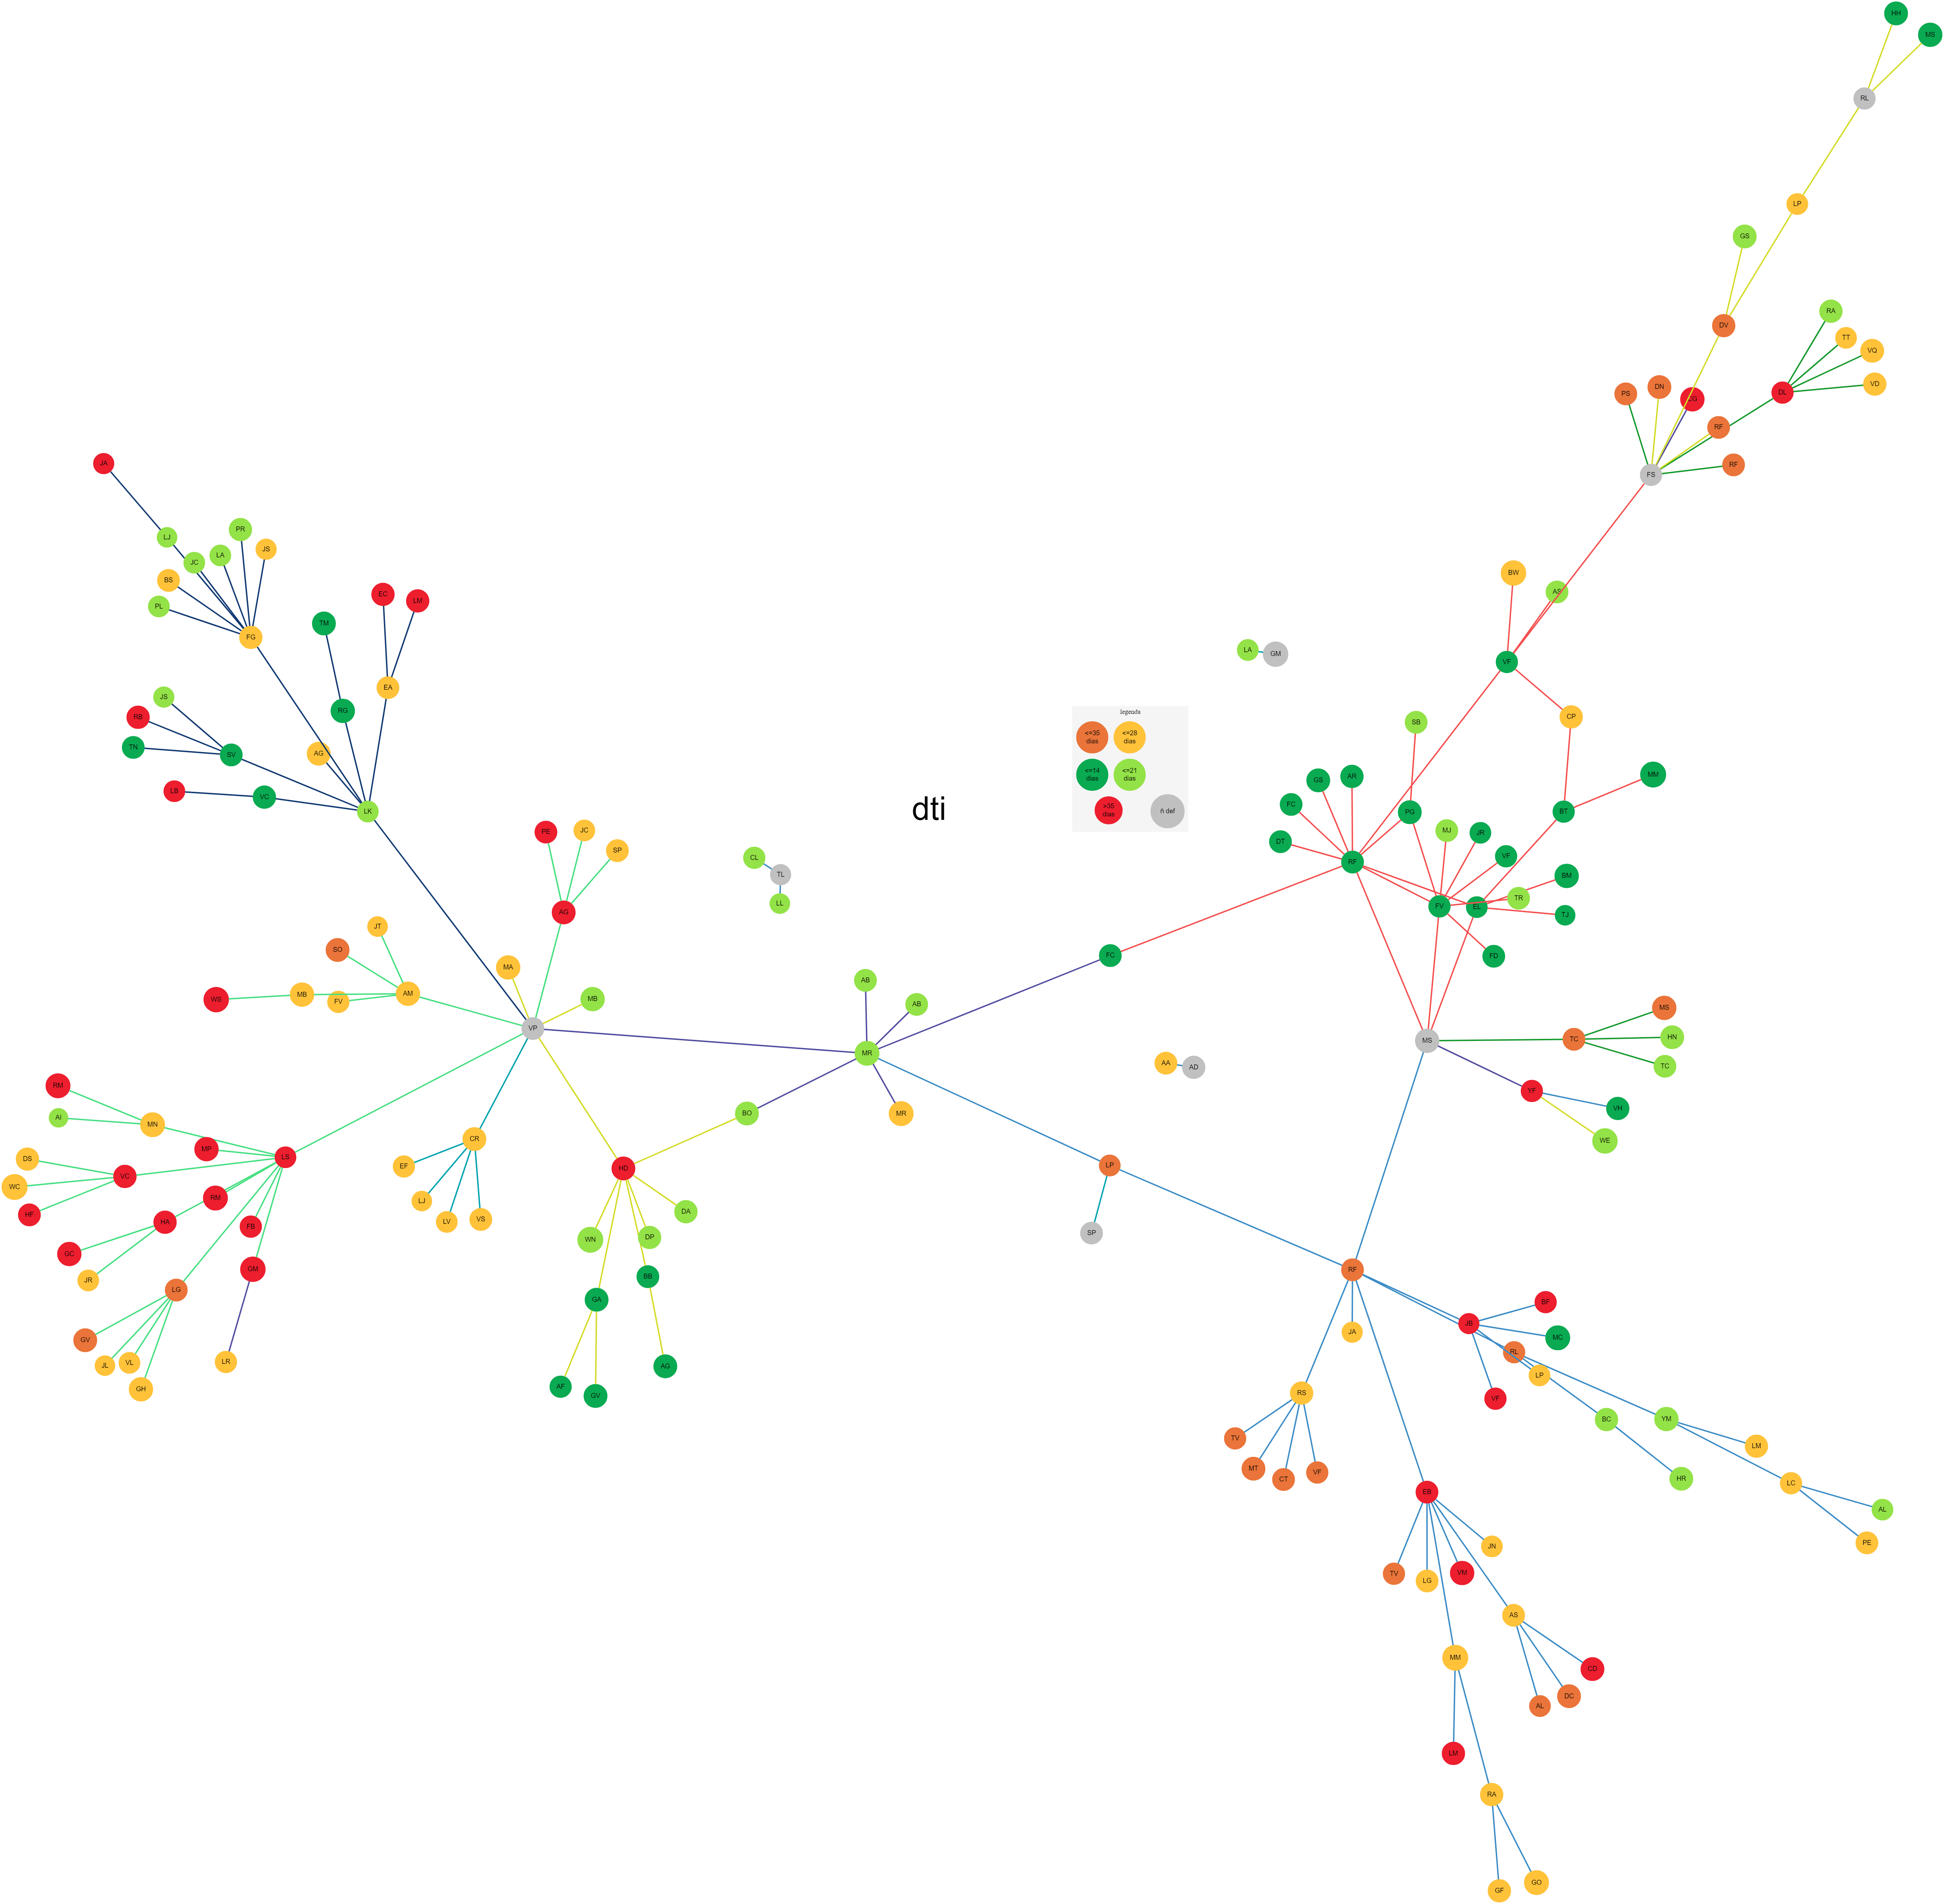 HH
MS
RL
LP
GS
DV
RA
TT
VQ
VD
DL
PS
DN
RF
FS
RF
JA
PR
LJ
LA
JS
JC
BS
PL
FG
EC
LM
TM
EA
RG
JS
RB
TN
SV
AG
LB
VC
LK
BW
AS
VF
LA
GM
CP
SB
legenda
<=35
dias
<=28
dias
<=14
dias
<=21
dias
>35
dias
ñ def
dti
MM
GS
AR
FC
PG
BT
DT
RF
MJ
JR
VF
BM
TR
FV
EL
TJ
FD
PE
JC
SP
AG
CL
TL
LL
JT
SO
MA
AM
MB
FV
MB
VP
FC
AB
AB
MR
BO
MR
AA
AD
MS
TC
MS
HN
TC
YF
VH
WE
RM
AI
MN
MP
LS
DS
VC
WC
HF
RM
HA
FB
GC
JR
GM
LG
GV
JL
VL
GH
LR
CR
EF
LJ
LV
VS
HD
DA
WN
DP
BB
GA
AG
AF
GV
LP
SP
RF
JA
JB
BF
MC
RL
LP
VF
RS
BC
YM
TV
LM
MT
CT
VF
HR
LC
AL
PE
EB
JN
TV
LG
VM
AS
MM
CD
DC
AL
LM
RA
GF
GO